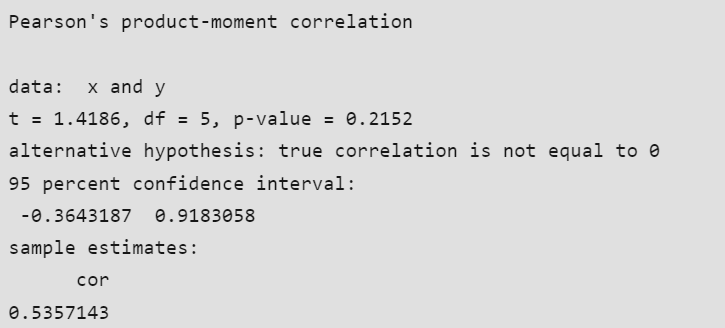 Pearson's product-moment correlation
data:  x and y
t = 1.4186, df = 5, p-value = 0.2152
alternative hypothesis: true correlation is not equal to 0
95 percent confidence interval:
 -0.3643187  0.9183058
sample estimates:
      cor
0.5357143